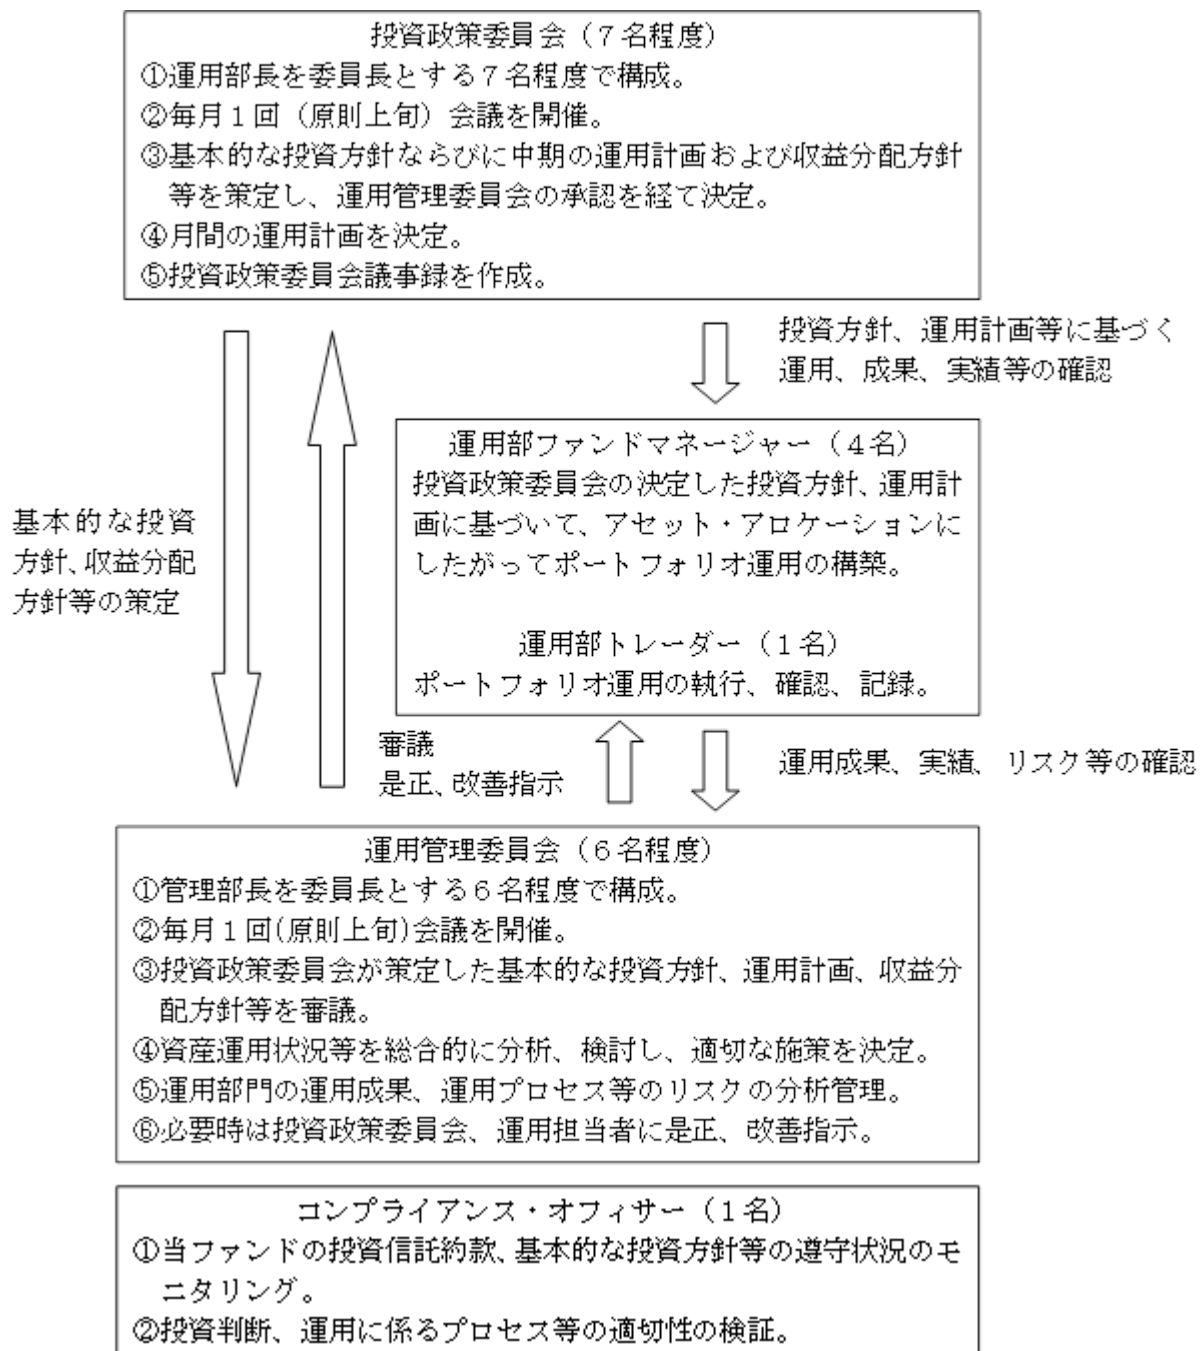 投資政策委員会（７名程度）
①運用部長を委員長とする７名程度で構成。
②毎月１回（原則上旬）会議を開催。
③基本的な投資方針ならびに中期の運用計画および収益分配方針
等を策定し、運用管理委員会の承認を経て決定。
④月間の運用計画を決定。
⑤投資政策委員会議事録を作成。
投資方針、運用計画等に基づく
運用、成果、実績等の確認
基本的な投資
方針、収益分配
方針等の策定
運用部ファンドマネージャー（４名）
投資政策委員会の決定した投資方針、運用計
画に基づいて、アセット・アロケーションに
したがってポートフォリオ運用の構築。
運用部トレーダー（１名）
ポートフォリオ運用の執行、確認、記録。
審議
是正、改善指示
運用成果、実績、リスク等の確認
運用管理委員会（６名程度）
①管理部長を委員長とする６名程度で構成。
②毎月１回(原則上旬)会議を開催。
③投資政策委員会が策定した基本的な投資方針、運用計画、収益分
配方針等を審議。
④資産運用状況等を総合的に分析、検討し、適切な施策を決定。
⑤運用部門の運用成果、運用プロセス等のリスクの分析管理。
⑥必要時は投資政策委員会、運用担当者に是正、改善指示。
コンプライアンス・オフィサー（１名）
①当ファンドの投資信託約款、基本的な投資方針等の遵守状況のモ
ニタリング。
②投資判断、運用に係るプロセス等の適切性の検証。